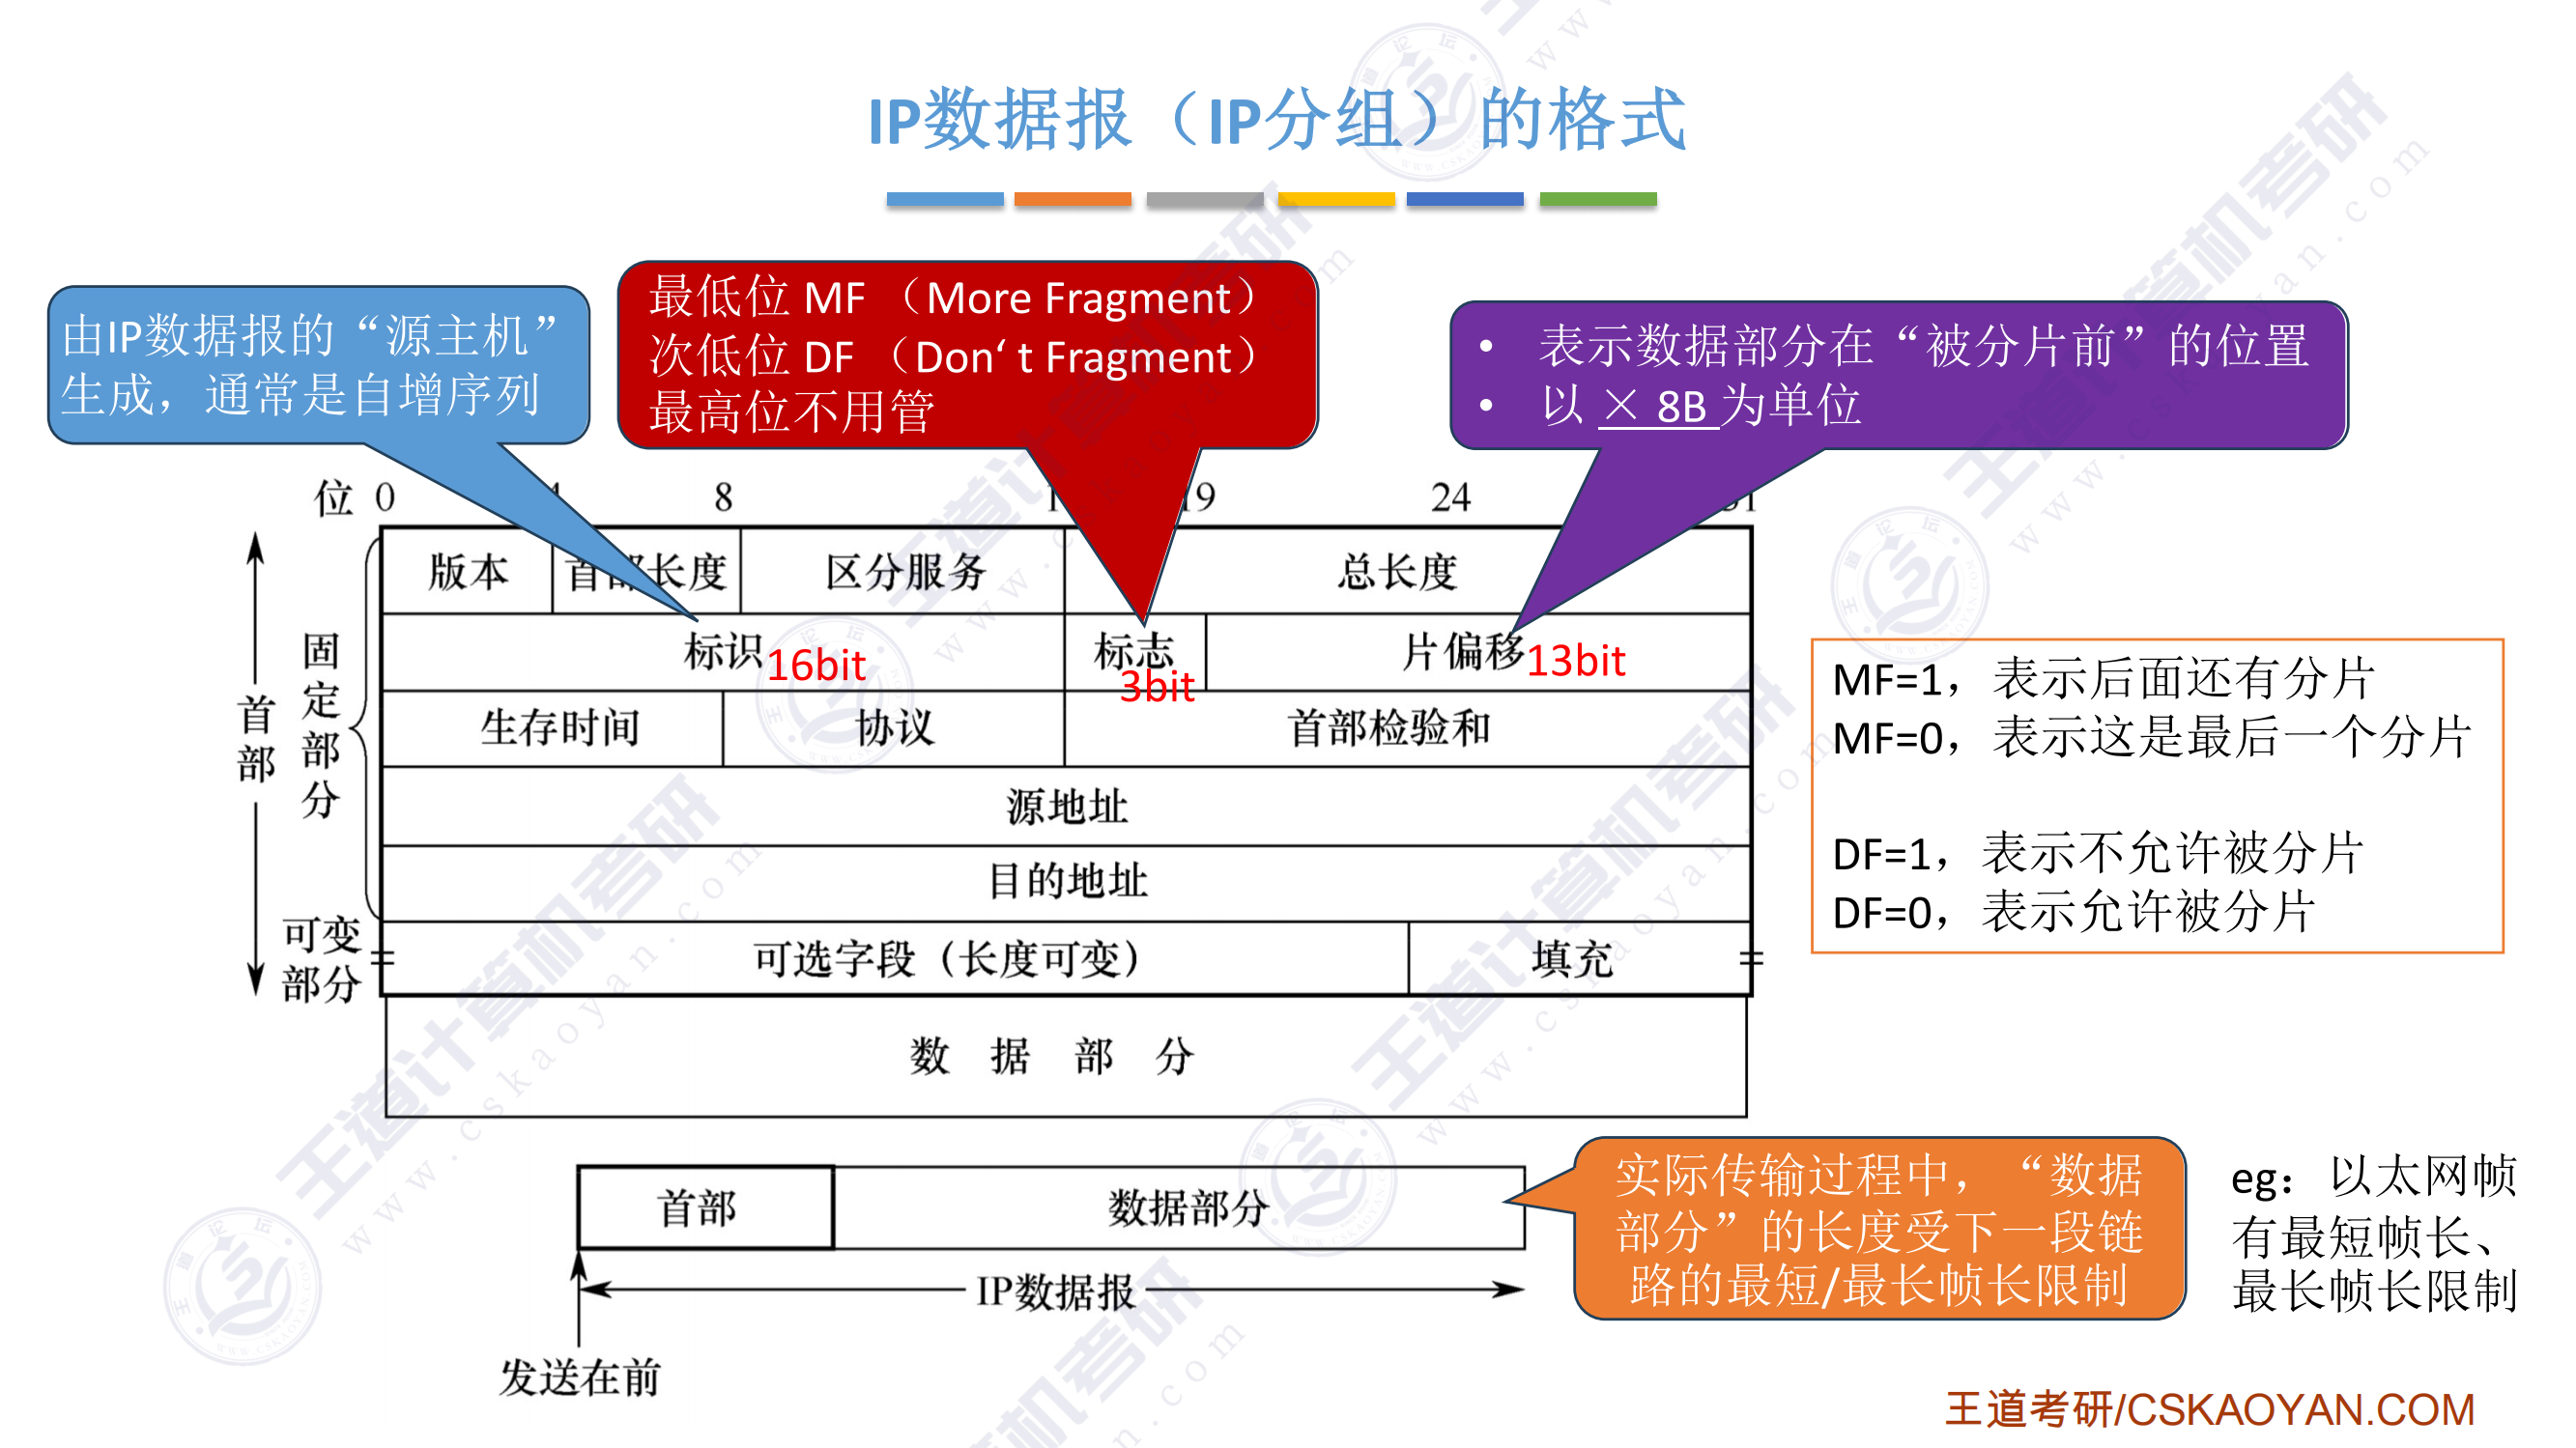 IP数据报（IP分组）的格式
由IP数据报的“源主机”
生成，通常是自增序列
最低位 MF （More Fragment）
次低位 DF （Don‘ t Fragment）
最高位不用管
• 表示数据部分在“被分片前”的位置
• 以 × 8B 为单位
位 0 8 19 24
版本 首部长度 区分服务 总长度
标识 16bit 标志 3bit 片偏移 13bit
生存时间 协议 首部检验和
源地址
目的地址
可选字段（长度可变） 填充
数 据 部 分
首部
固定部分
可变
部分
MF=1，表示后面还有分片
MF=0，表示这是最后一个分片
DF=1，表示不允许被分片
DF=0，表示允许被分片
首部 数据部分
IP数据报
发送在前
实际传输过程中，“数据
部分”的长度受下一段链
路的最短/最长帧长限制
eg：以太网帧
有最短帧长、
最长帧长限制
王道考研/CSKAOYAN.COM
王道计算机考研
www.cskaoyan.com